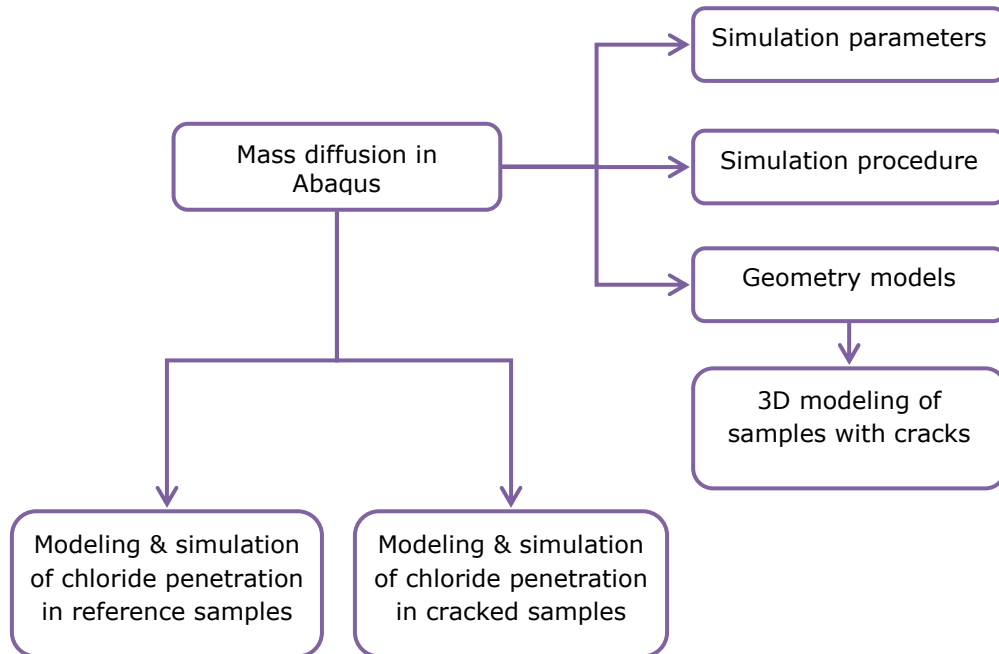 Simulation parameters
Mass diffusion in
Abaqus
Simulation procedure
Geometry models
3D modeling of
samples with cracks
Modeling & simulation
of chloride penetration
in reference samples
Modeling & simulation
of chloride penetration
in cracked samples